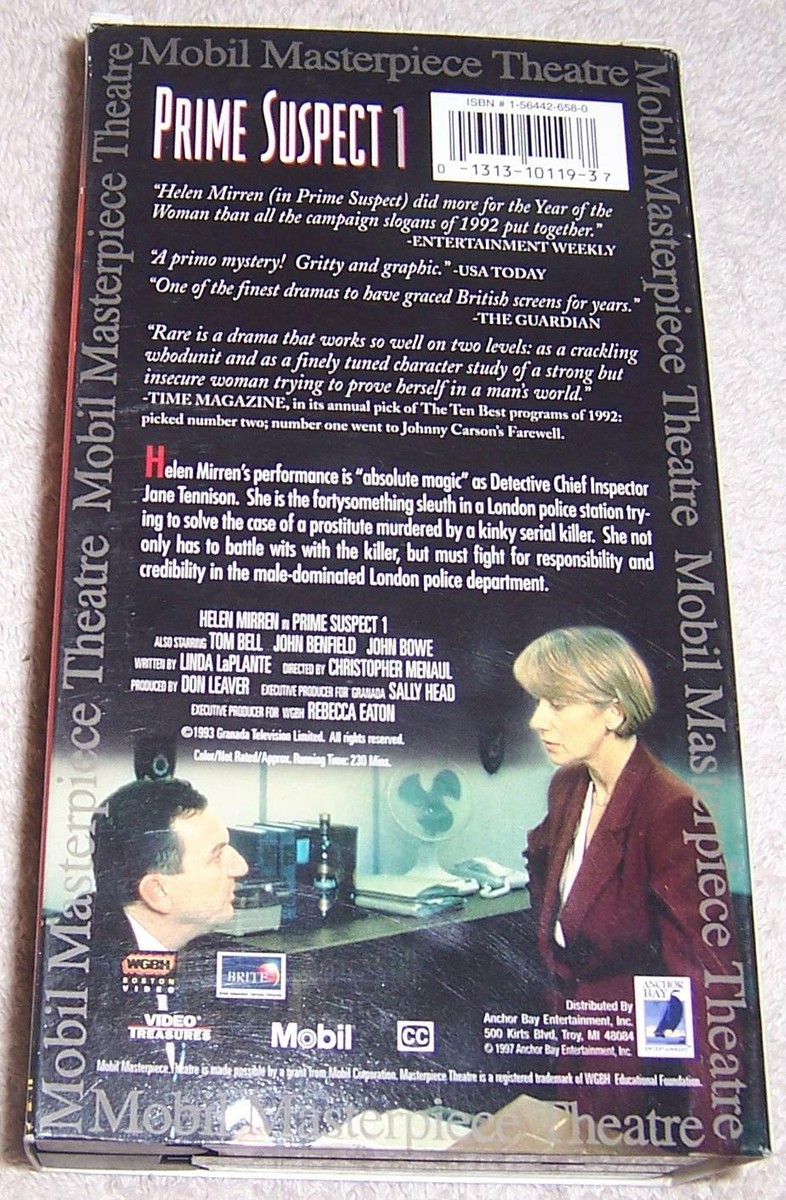 Mobil Masterpiece Theatre
Mobil Masterpiece Theatre Mobil Masterpiece Theatre
Mobil Masterpiece Theatre Mobil Masterpiece Theatre
PRIME SUSPECT 1
ISBN # 1-56442-658-0
0 -1313-10119-3 7
"Helen Mirren (in Prime Suspect) did more for the Year of the
Woman than all the campaign slogans of 1992 put together."
-ENTERTAINMENT WEEKLY
"A primo mystery! Gritty and graphic." -USA TODAY
"One of the finest dramas to have graced British screens for years."
-THE GUARDIAN
"Rare is a drama that works so well on two levels: as a crackling
whodunit and as a finely tuned character study of a strong but
insecure woman trying to prove herself in a man's world."
-TIME MAGAZINE, in its annual pick of The Ten Best programs of 1992:
picked number two; number one went to Johnny Carson's Farewell.
Helen Mirren's performance is "absolute magic" as Detective Chief Inspector
Jane Tennison. She is the fortysomething sleuth in a London police station try-
ing to solve the case of a prostitute murdered by a kinky serial killer. She not
only has to battle wits with the killer, but must fight for responsibility and
credibility in the male-dominated London police department.
HELEN MIRREN IN PRIME SUSPECT 1
ALSO STARRING TOM BELL JOHN BENFIELD JOHN BOWE
WRITTEN BY LINDA LaPLANTE DIRECTED BY CHRISTOPHER MENAUL
PRODUCED BY DON LEAVER EXECUTIVE PRODUCER FOR GRANADA SALLY HEAD
EXECUTIVE PRODUCER FOR WGBH REBECCA EATON
©1993 Granada Television Limited. All rights reserved.
Color/Not Rated/Approx. Running Time: 230 Mins.
WGBH
BOSTON
VIDEO
BRITE
VIDEO
TREASURES
Mobil
CC
Distributed By
Anchor Bay Entertainment, Inc.
500 Kirts Blvd, Troy, MI 48084
© 1997 Anchor Bay Entertainment, Inc.
ANCHOR
BAY
ENTERTAINMENT
Mobil Masterpiece Theatre is made possible by a grant from Mobil Corporation. Masterpiece Theatre is a registered trademark of WGBH Educational Foundation.
Mobil Masterpiece Theatre